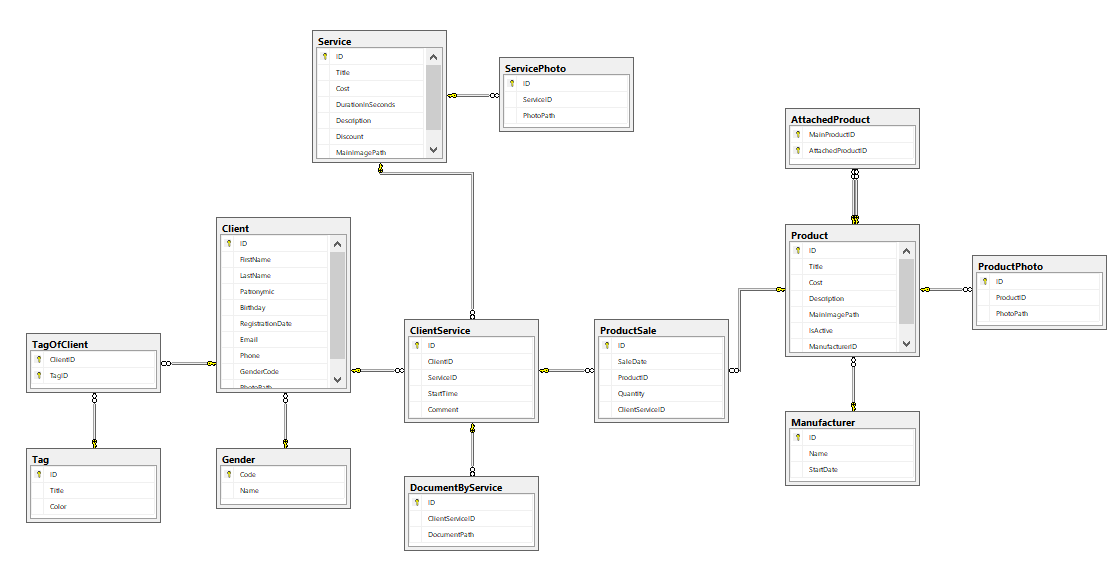 Service
ID
Title
Cost
DurationInSeconds
Description
Discount
MainImagePath
ServicePhoto
ID
ServiceID
PhotoPath
AttachedProduct
MainProductID
AttachedProductID
Client
ID
FirstName
LastName
Patronymic
Birthday
RegistrationDate
Email
Phone
GenderCode
PhotoPath
Product
ID
Title
Cost
Description
MainImagePath
IsActive
ManufacturerID
ProductPhoto
ID
ProductID
PhotoPath
TagOfClient
ClientID
TagID
ClientService
ID
ClientID
ServiceID
StartTime
Comment
ProductSale
ID
SaleDate
ProductID
Quantity
ClientServiceID
Manufacturer
ID
Name
StartDate
Tag
ID
Title
Color
Gender
Code
Name
DocumentByService
ID
ClientServiceID
DocumentPath